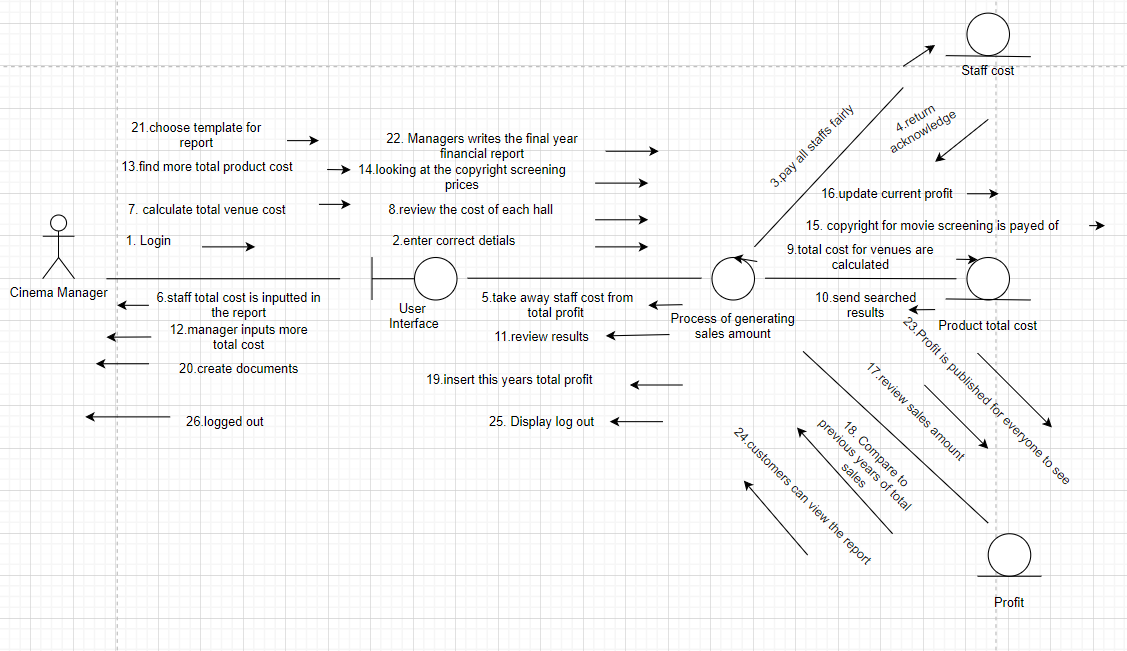 Staff cost
21.choose template for
report
22. Managers writes the final year
financial report
3.pay all staffs fairly
4.return
acknowledge
13.find more total product cost
14.looking at the copyright screening
prices
16.update current profit
7. calculate total venue cost
8.review the cost of each hall
15. copyright for movie screening is payed of
1. Login
2.enter correct detials
9.total cost for venues are
calculated
Cinema Manager
6.staff total cost is inputted in
the report
User
Interface
5.take away staff cost from
total profit
Process of generating
sales amount
10.send searched
results
Product total cost
12.manager inputs more
total cost
11.review results
23.Profit is published for everyone to see
20.create documents
19.insert this years total profit
17.review sales amount
26.logged out
25. Display log out
18. Compare to
previous years of total
sales
24.customers can view the report
Profit